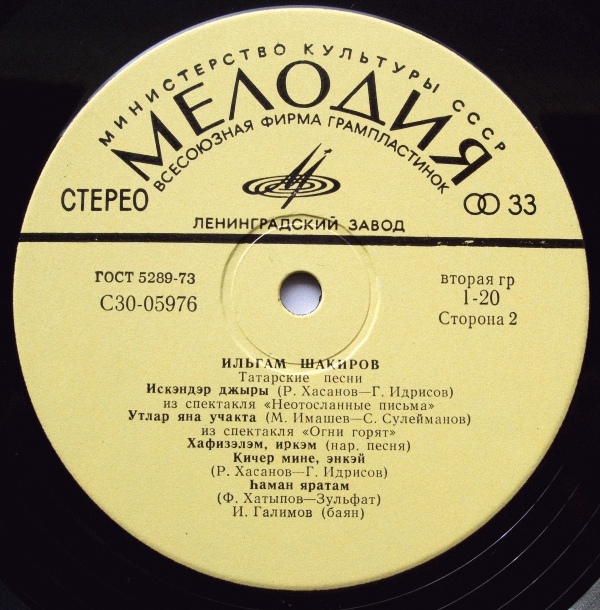 МИНИСТЕРСТВО КУЛЬТУРЫ СССР
МЕЛОДИЯ
ВСЕСОЮЗНАЯ ФИРМА ГРАМПЛАСТИНОК
СТЕРЕО
33
ЛЕНИНГРАДСКИЙ ЗАВОД
ГОСТ 5289-73
С30-05976
вторая гр
1-20
Сторона 2
ИЛЬГАМ ШАКИРОВ
Татарские песни
Искэндэр джыры (Р. Хасанов—Г. Идрисов)
из спектакля «Неотосланные письма»
Утлар яна учакта (М. Имашев—С. Сулейманов)
из спектакля «Огни горят»
Хафизэлэм, иркэм (нар. песня)
Кичер мине, энкэй
(Р. Хасанов—Г. Идрисов)
Һаман яратам
(Ф. Хатыпов—Зульфат)
И. Галимов (баян)